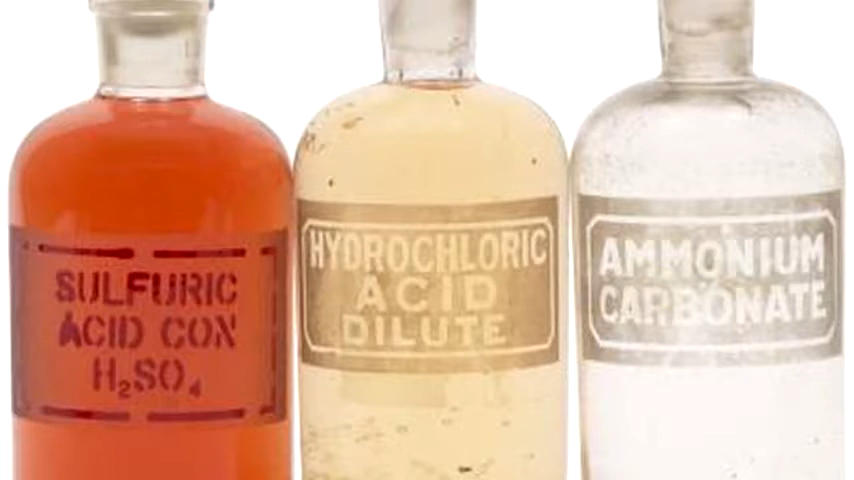 SULFURIC
ACID CON
H₂SO₄
HYDROCHLORIC
ACID
DILUTE
AMMONIUM
CARBONATE